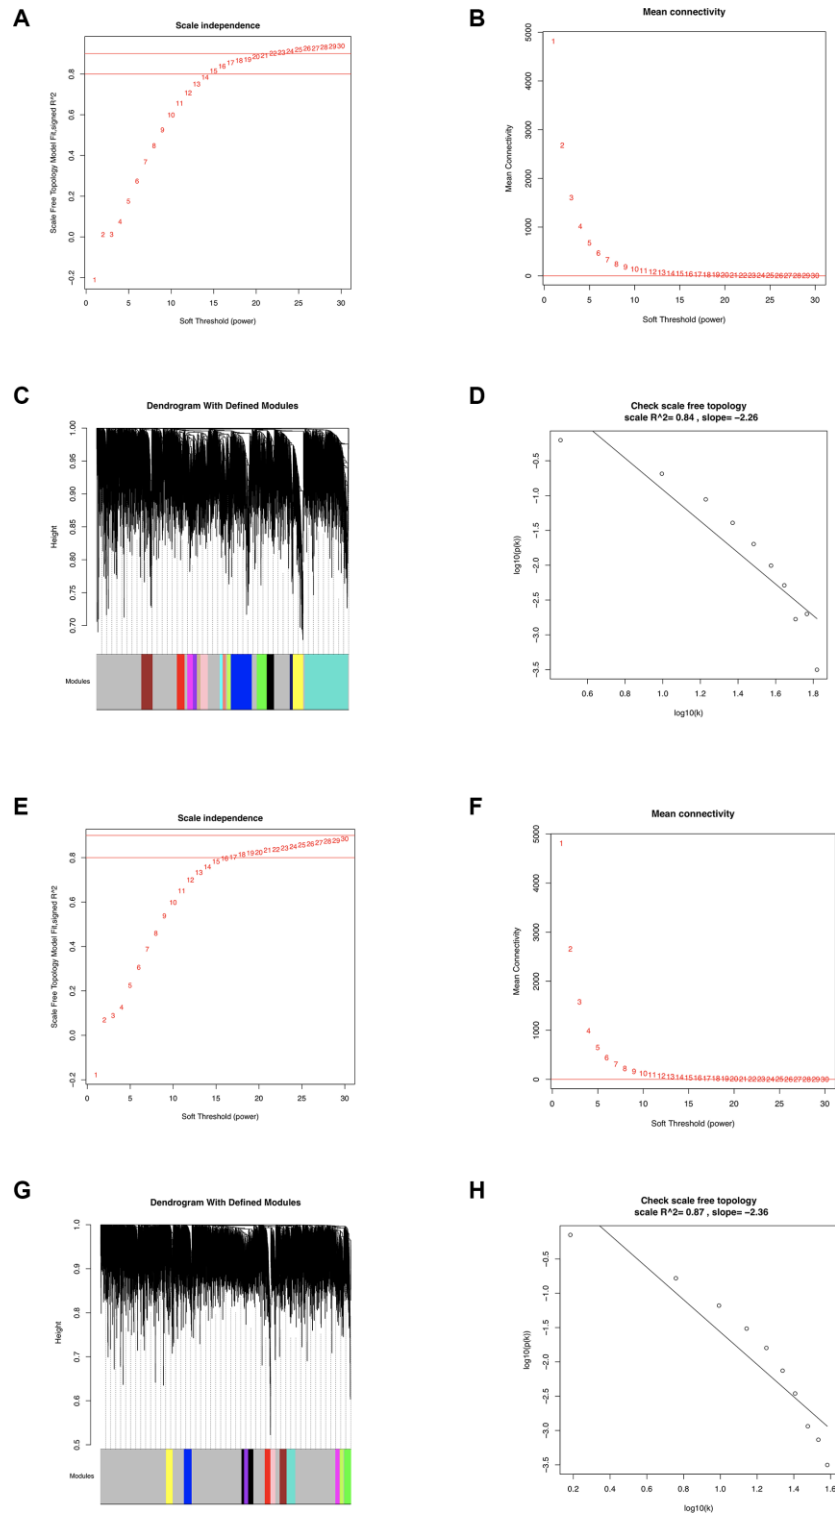 A
Scale independence
Scale Free Topology Model Fit,signed R^2
−0.2 0.0 0.2 0.4 0.6 0.8
1 2 3 4 5 6 7 8 9 10 11 12 13 14 15 16 17 18 19 20 21 22 23 24 25 26 27 28 29 30
0 5 10 15 20 25 30
Soft Threshold (power)
B
Mean connectivity
Mean Connectivity
0 1000 2000 3000 4000 5000
1 2 3 4 5 6 7 8 9 10 11 12 13 14 15 16 17 18 19 20 21 22 23 24 25 26 27 28 29 30
0 5 10 15 20 25 30
Soft Threshold (power)
C
Dendrogram With Defined Modules
Height
0.70 0.75 0.80 0.85 0.90 0.95 1.00
Modules
D
Check scale free topology
scale R^2= 0.84 , slope= −2.26
log10(p(k))
−3.5 −3.0 −2.5 −2.0 −1.5 −1.0 −0.5
0.6 0.8 1.0 1.2 1.4 1.6 1.8
log10(k)
E
Scale independence
Scale Free Topology Model Fit,signed R^2
−0.2 0.0 0.2 0.4 0.6 0.8
1 2 3 4 5 6 7 8 9 10 11 12 13 14 15 16 17 18 19 20 21 22 23 24 25 26 27 28 29 30
0 5 10 15 20 25 30
Soft Threshold (power)
F
Mean connectivity
Mean Connectivity
0 1000 2000 3000 4000 5000
1 2 3 4 5 6 7 8 9 10 11 12 13 14 15 16 17 18 19 20 21 22 23 24 25 26 27 28 29 30
0 5 10 15 20 25 30
Soft Threshold (power)
G
Dendrogram With Defined Modules
Height
0.5 0.6 0.7 0.8 0.9 1.0
Modules
H
Check scale free topology
scale R^2= 0.87 , slope= −2.36
log10(p(k))
−3.5 −3.0 −2.5 −2.0 −1.5 −1.0 −0.5
0.2 0.4 0.6 0.8 1.0 1.2 1.4 1.6
log10(k)